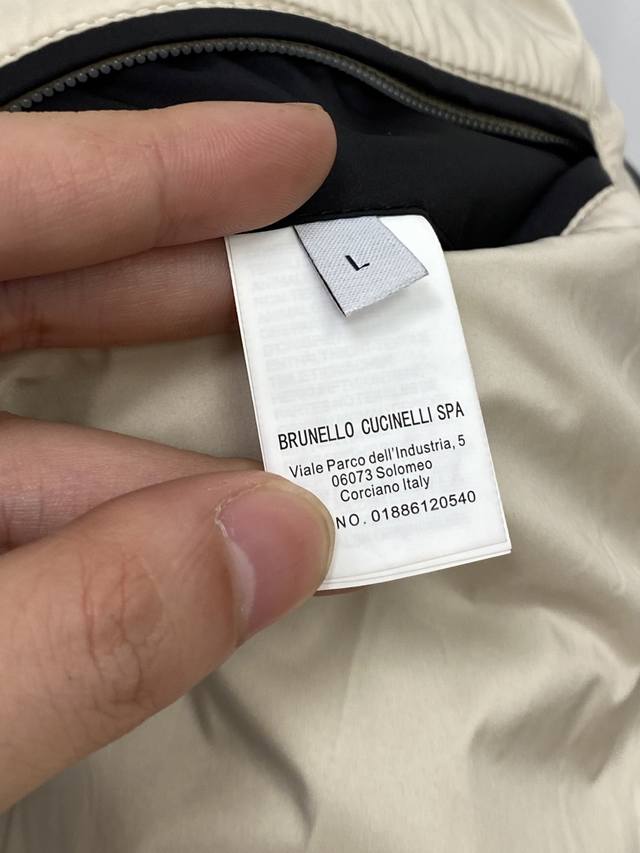 L
BRUNELLO CUCINELLI SPA
Viale Parco dell'Industria, 5
06073 Solomeo
Corciano Italy
NO. 01886120540